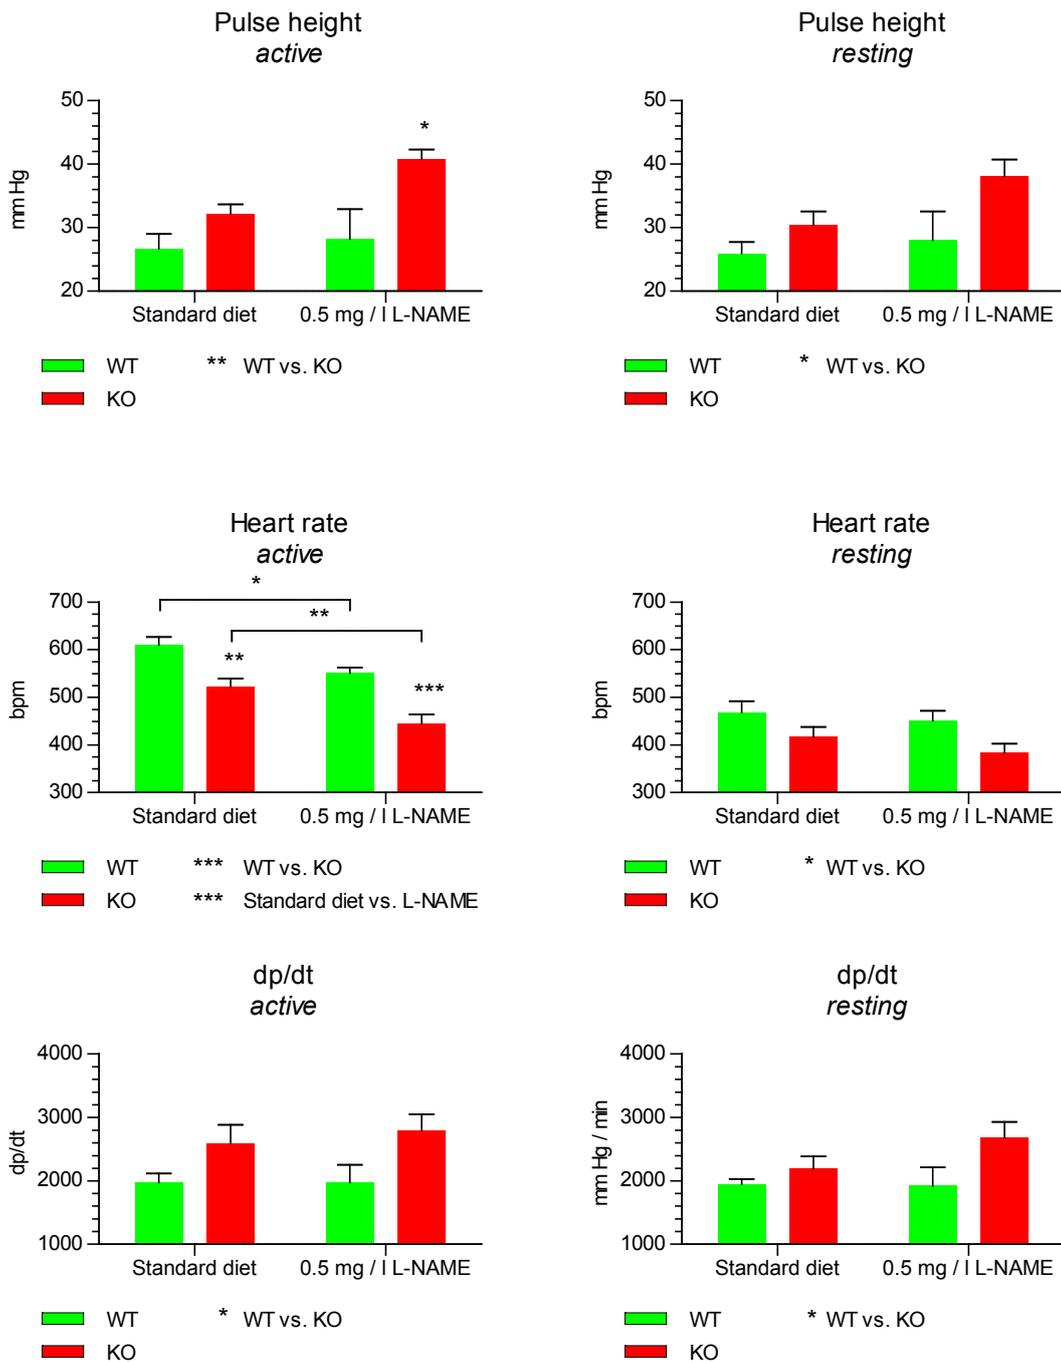 Pulse height
active
50
40
30
20
mm Hg
*
Standard diet
0.5 mg / l L-NAME
WT
** WT vs. KO
KO
Pulse height
resting
50
40
30
20
mm Hg
Standard diet
0.5 mg / l L-NAME
WT
* WT vs. KO
KO
Heart rate
active
700
600
500
400
300
bpm
*
**
**
***
Standard diet
0.5 mg / l L-NAME
WT
*** WT vs. KO
KO
*** Standard diet vs. L-NAME
Heart rate
resting
700
600
500
400
300
bpm
Standard diet
0.5 mg / l L-NAME
WT
* WT vs. KO
KO
dp/dt
active
4000
3000
2000
1000
dp/dt
Standard diet
0.5 mg / l L-NAME
WT
* WT vs. KO
KO
dp/dt
resting
4000
3000
2000
1000
mm Hg / min
Standard diet
0.5 mg / l L-NAME
WT
* WT vs. KO
KO